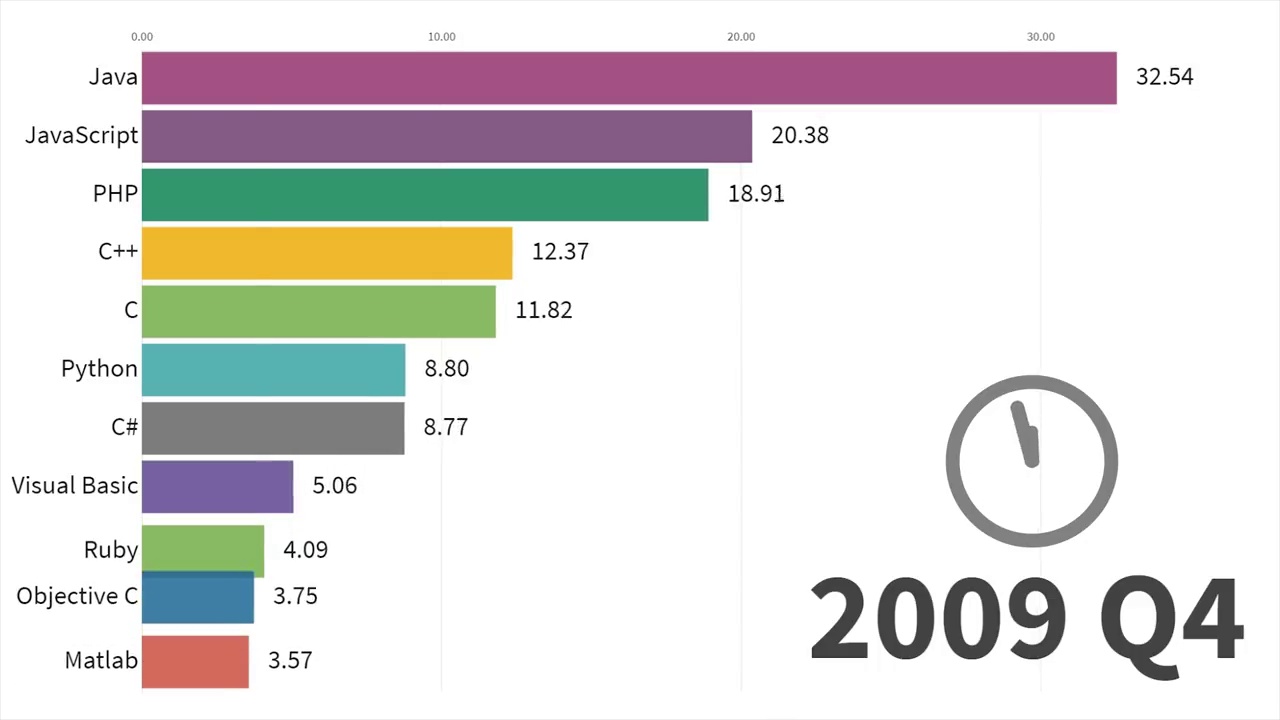 0.00 10.00 20.00 30.00
Java 32.54
JavaScript 20.38
PHP 18.91
C++ 12.37
C 11.82
Python 8.80
C# 8.77
Visual Basic 5.06
Ruby 4.09
Objective C 3.75
Matlab 3.57
2009 Q4